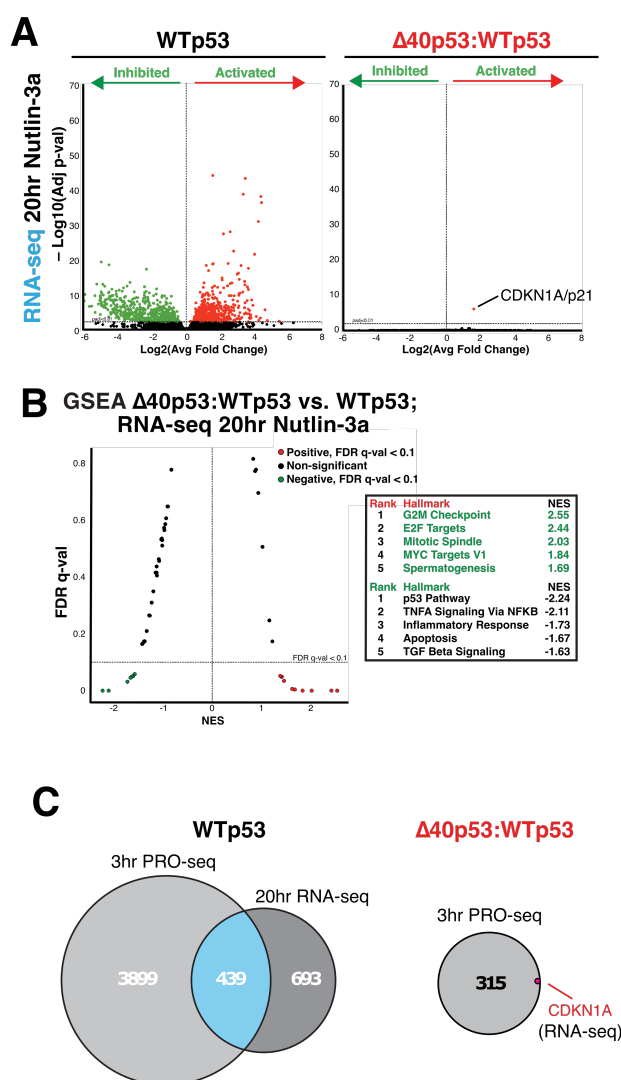 A
WTp53
Δ40p53:WTp53
Inhibited
Activated
Inhibited
Activated
RNA-seq 20hr Nutlin-3a
– Log10(Adj p-val)
70
60
50
40
30
20
10
0
-6 -4 -2 0 2 4 6 8
Log2(Avg Fold Change)
70
60
50
40
30
20
10
0
CDKN1A/p21
padj=0.01
-6 -4 -2 0 2 4 6 8
Log2(Avg Fold Change)
B
GSEA Δ40p53:WTp53 vs. WTp53;
RNA-seq 20hr Nutlin-3a
Positive, FDR q-val < 0.1
Non-significant
Negative, FDR q-val < 0.1
FDR q-val
0.8
0.6
0.4
0.2
0
FDR q-val < 0.1
-2 -1 0 1 2
NES
Rank Hallmark NES
1 G2M Checkpoint 2.55
2 E2F Targets 2.44
3 Mitotic Spindle 2.03
4 MYC Targets V1 1.84
5 Spermatogenesis 1.69
Rank Hallmark NES
1 p53 Pathway -2.24
2 TNFA Signaling Via NFKB -2.11
3 Inflammatory Response -1.73
4 Apoptosis -1.67
5 TGF Beta Signaling -1.63
C
WTp53
Δ40p53:WTp53
3hr PRO-seq
20hr RNA-seq
3899
439
693
3hr PRO-seq
315
CDKN1A
(RNA-seq)